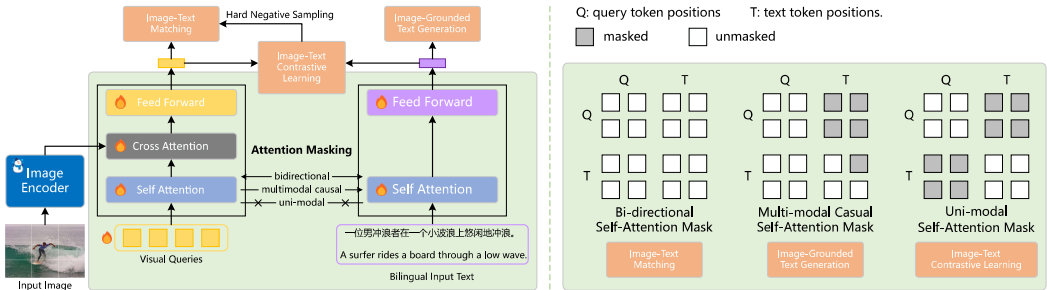 Image-Text
Matching
Hard Negative Sampling
Image-Grounded
Text Generation
Image-Text
Contrastive
Learning
Feed Forward
Feed Forward
Cross Attention
Attention Masking
Image
Encoder
Self Attention
bidirectional
multimodal causal
uni-modal
Self Attention
一位男冲浪者在一个小波浪上悠闲地冲浪。
A surfer rides a board through a low wave.
Visual Queries
Bilingual Input Text
Input Image
Q: query token positions
T: text token positions.
masked
unmasked
Q T
Q
T
Bi-directional
Self-Attention Mask
Image-Text
Matching
Q T
Q
T
Multi-modal Casual
Self-Attention Mask
Image-Grounded
Text Generation
Q T
Q
T
Uni-modal
Self-Attention Mask
Image-Text
Contrastive Learning